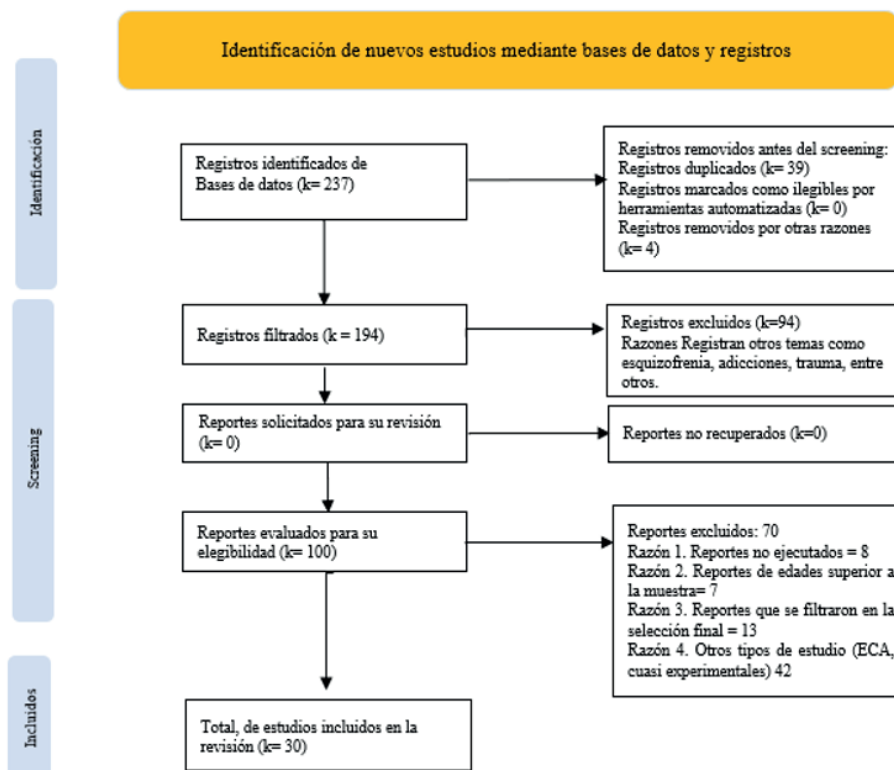 Identificación de nuevos estudios mediante bases de datos y registros
Identificación
Registros identificados de
Bases de datos (k= 237)
Registros removidos antes del screening:
Registros duplicados (k= 39)
Registros marcados como ilegibles por
herramientas automatizadas (k= 0)
Registros removidos por otras razones
(k= 4)
Screening
Registros filtrados (k = 194)
Registros excluidos (k=94)
Razones Registran otros temas como
esquizofrenia, adicciones, trauma, entre
otros.
Reportes solicitados para su revisión
(k= 0)
Reportes no recuperados (k=0)
Reportes evaluados para su
elegibilidad (k= 100)
Reportes excluidos: 70
Razón 1. Reportes no ejecutados = 8
Razón 2. Reportes de edades superior a
la muestra= 7
Razón 3. Reportes que se filtraron en la
selección final = 13
Razón 4. Otros tipos de estudio (ECA,
cuasi experimentales) 42
Incluidos
Total, de estudios incluidos en la
revisión (k= 30)